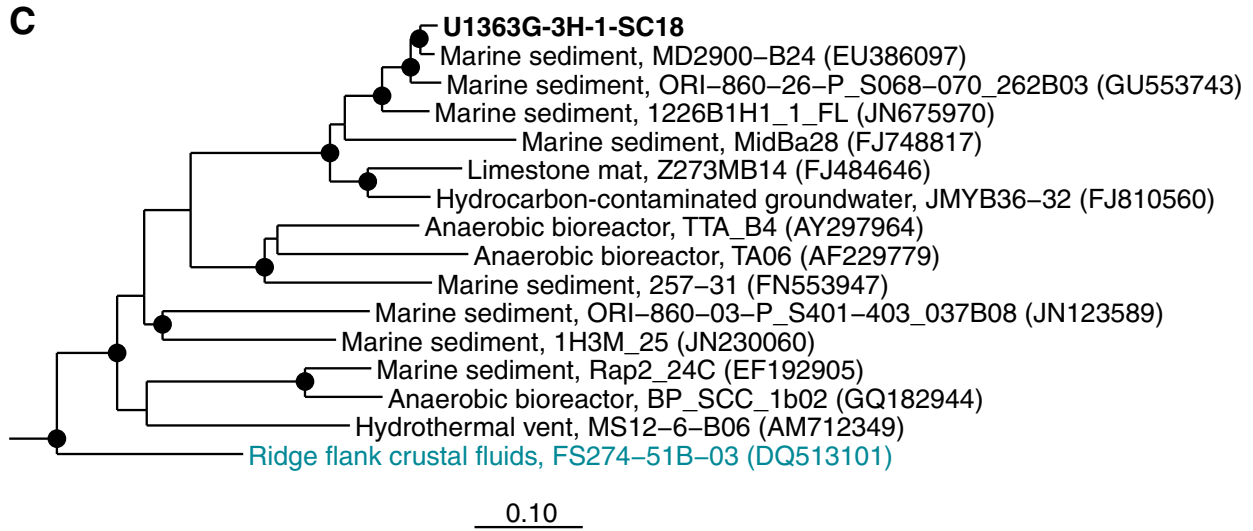 C
U1363G-3H-1-SC18
Marine sediment, MD2900−B24 (EU386097)
Marine sediment, ORI−860−26−P_S068−070_262B03 (GU553743)
Marine sediment, 1226B1H1_1_FL (JN675970)
Marine sediment, MidBa28 (FJ748817)
Limestone mat, Z273MB14 (FJ484646)
Hydrocarbon-contaminated groundwater, JMYB36−32 (FJ810560)
Anaerobic bioreactor, TTA_B4 (AY297964)
Anaerobic bioreactor, TA06 (AF229779)
Marine sediment, 257−31 (FN553947)
Marine sediment, ORI−860−03−P_S401−403_037B08 (JN123589)
Marine sediment, 1H3M_25 (JN230060)
Marine sediment, Rap2_24C (EF192905)
Anaerobic bioreactor, BP_SCC_1b02 (GQ182944)
Hydrothermal vent, MS12−6−B06 (AM712349)
Ridge flank crustal fluids, FS274−51B−03 (DQ513101)
0.10